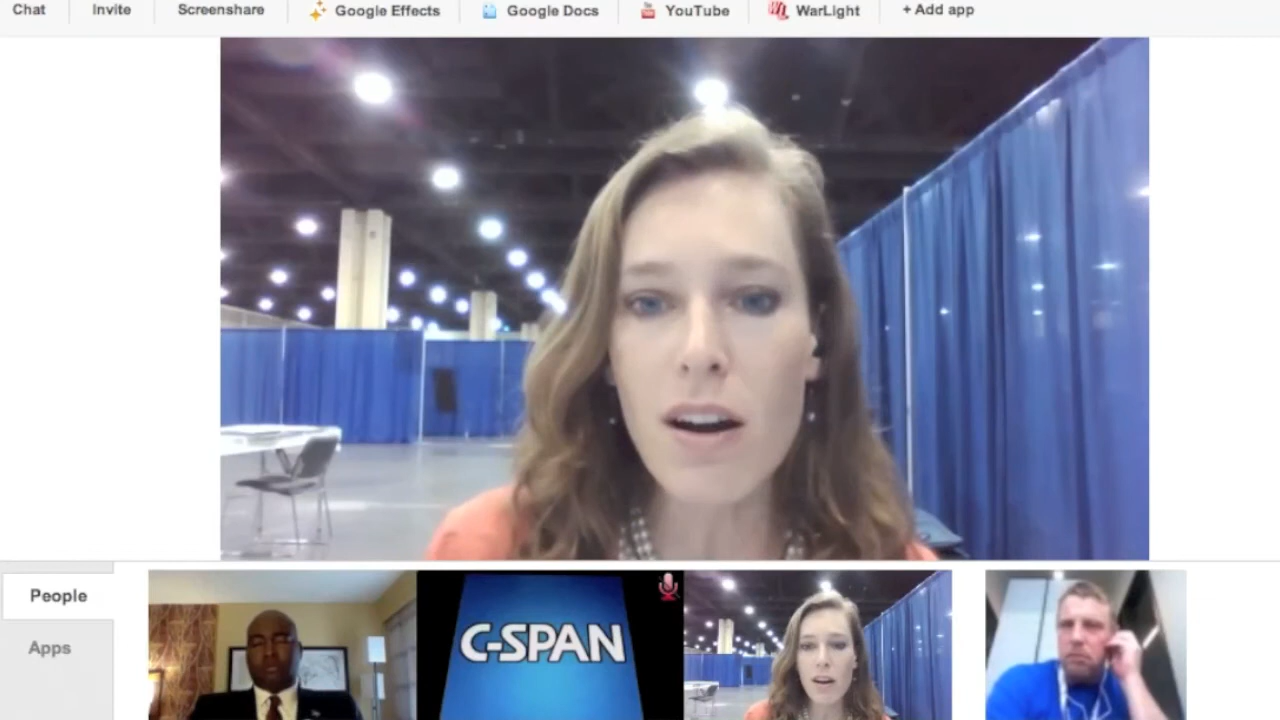 Chat Invite Screenshare Google Effects Google Docs YouTube WarLight + Add app
People
C-SPAN
Apps